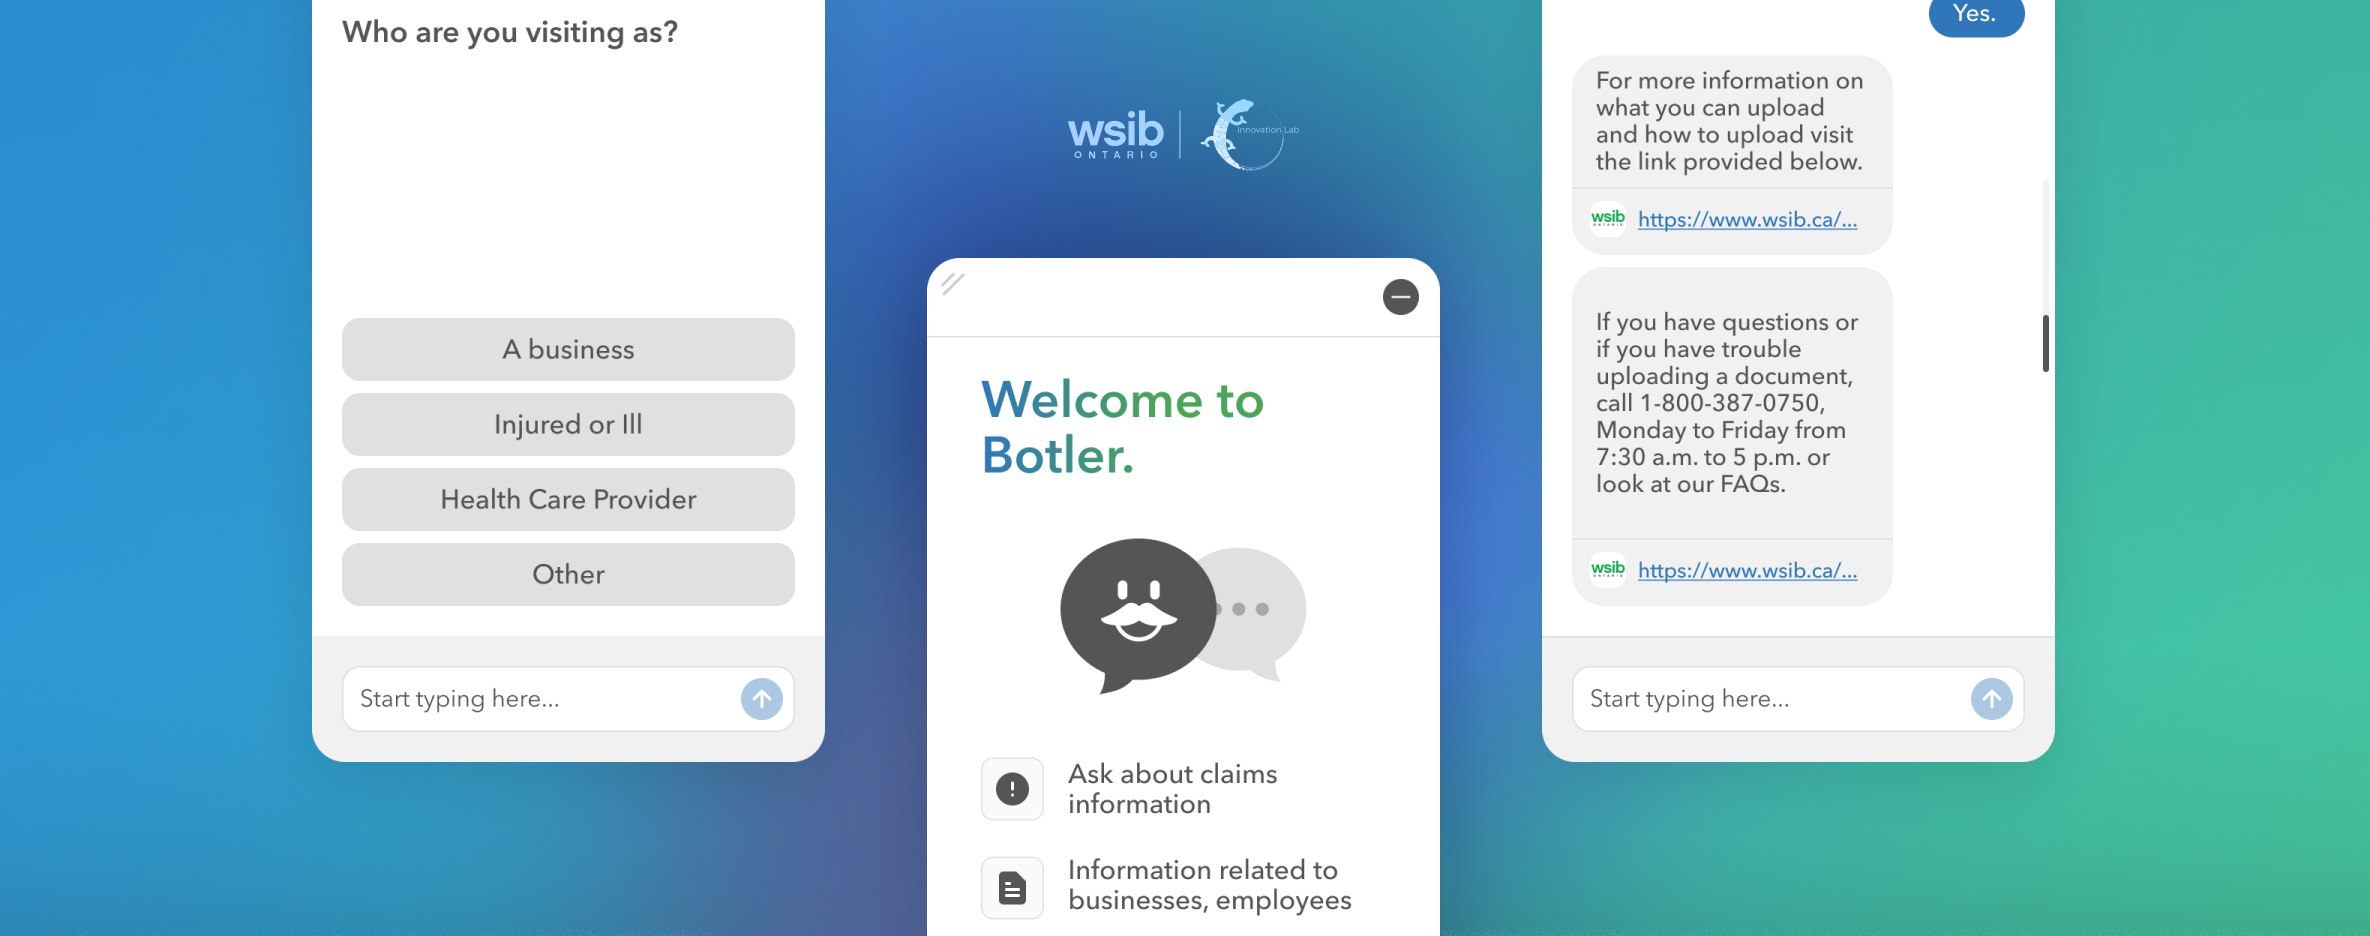 Who are you visiting as?
A business
Injured or Ill
Health Care Provider
Other
Start typing here...
wsib
ONTARIO
Innovation Lab
Welcome to
Botler.
Ask about claims
information
Information related to
businesses, employees
Yes.
For more information on
what you can upload
and how to upload visit
the link provided below.
wsib
ONTARIO
https://www.wsib.ca/...
If you have questions or
if you have trouble
uploading a document,
call 1-800-387-0750,
Monday to Friday from
7:30 a.m. to 5 p.m. or
look at our FAQs.
wsib
ONTARIO
https://www.wsib.ca/...
Start typing here...